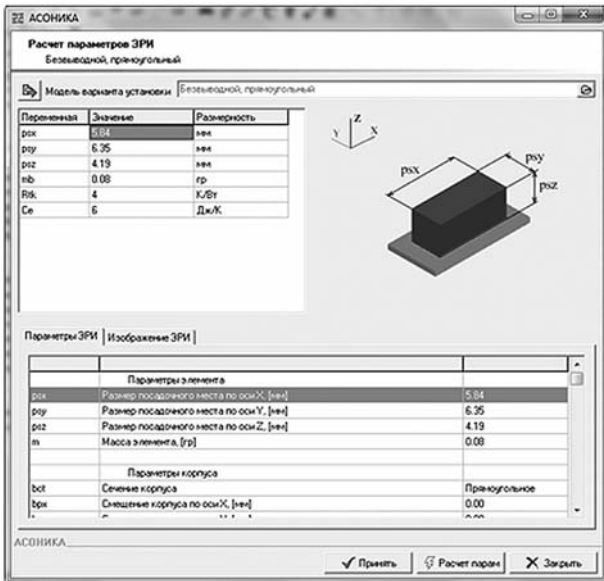 АСОНИКА
Расчет параметров ЭРИ
Безвыводной, прямоугольный
Модель варианта установки Безвыводной, прямоугольный
Переменная Значение Размерность
psx 5.84 мм
psy 6.35 мм
psz 4.19 мм
mb 0.08 гр
Rtk 4 К/Вт
Ce 6 Дж/К
Z
Y X
psx
psy
psz
Параметры ЭРИ Изображение ЭРИ
Параметры элемента
psx Размер посадочного места по оси X, [мм] 5.84
psy Размер посадочного места по оси Y, [мм] 6.35
psz Размер посадочного места по оси Z, [мм] 4.19
m Масса элемента, [гр] 0.08
Параметры корпуса
bct Сечение корпуса Прямоугольное
bpx Смещение корпуса по оси X, [мм] 0.00
АСОНИКА
Принять Расчет парам Закрыть